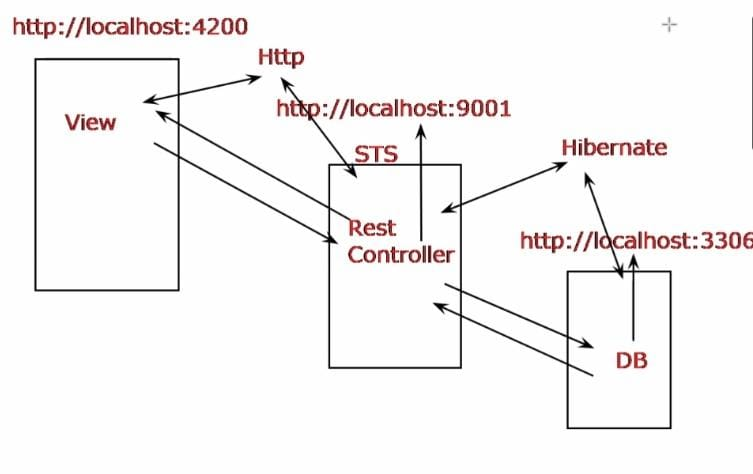 http://localhost:4200
Http
http://localhost:9001
View
STS
Hibernate
Rest
Controller
http://localhost:3306
DB